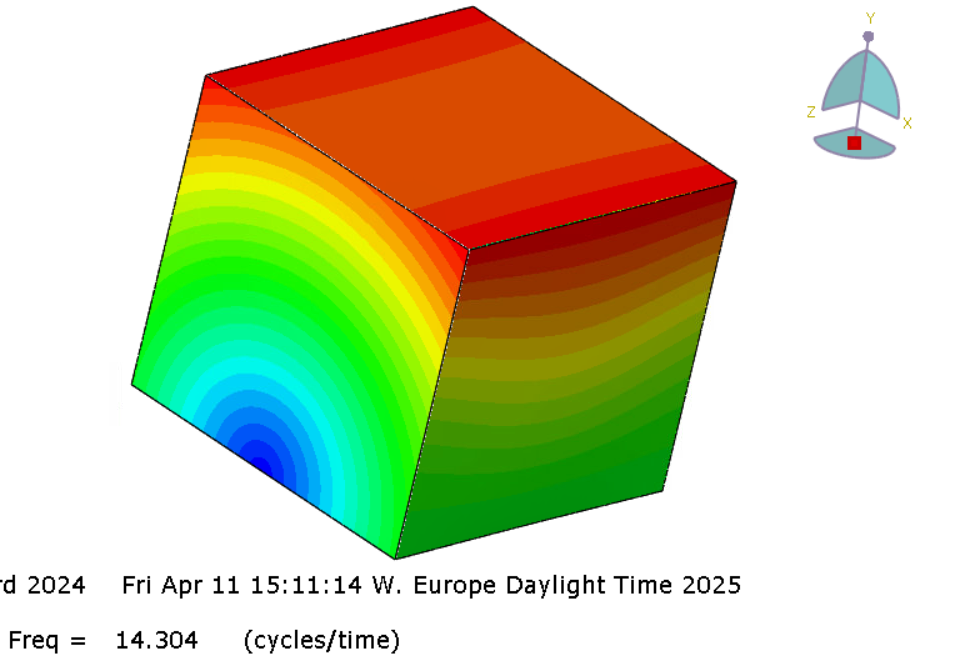 Y
Z
X
rd 2024 Fri Apr 11 15:11:14 W. Europe Daylight Time 2025
Freq = 14.304 (cycles/time)